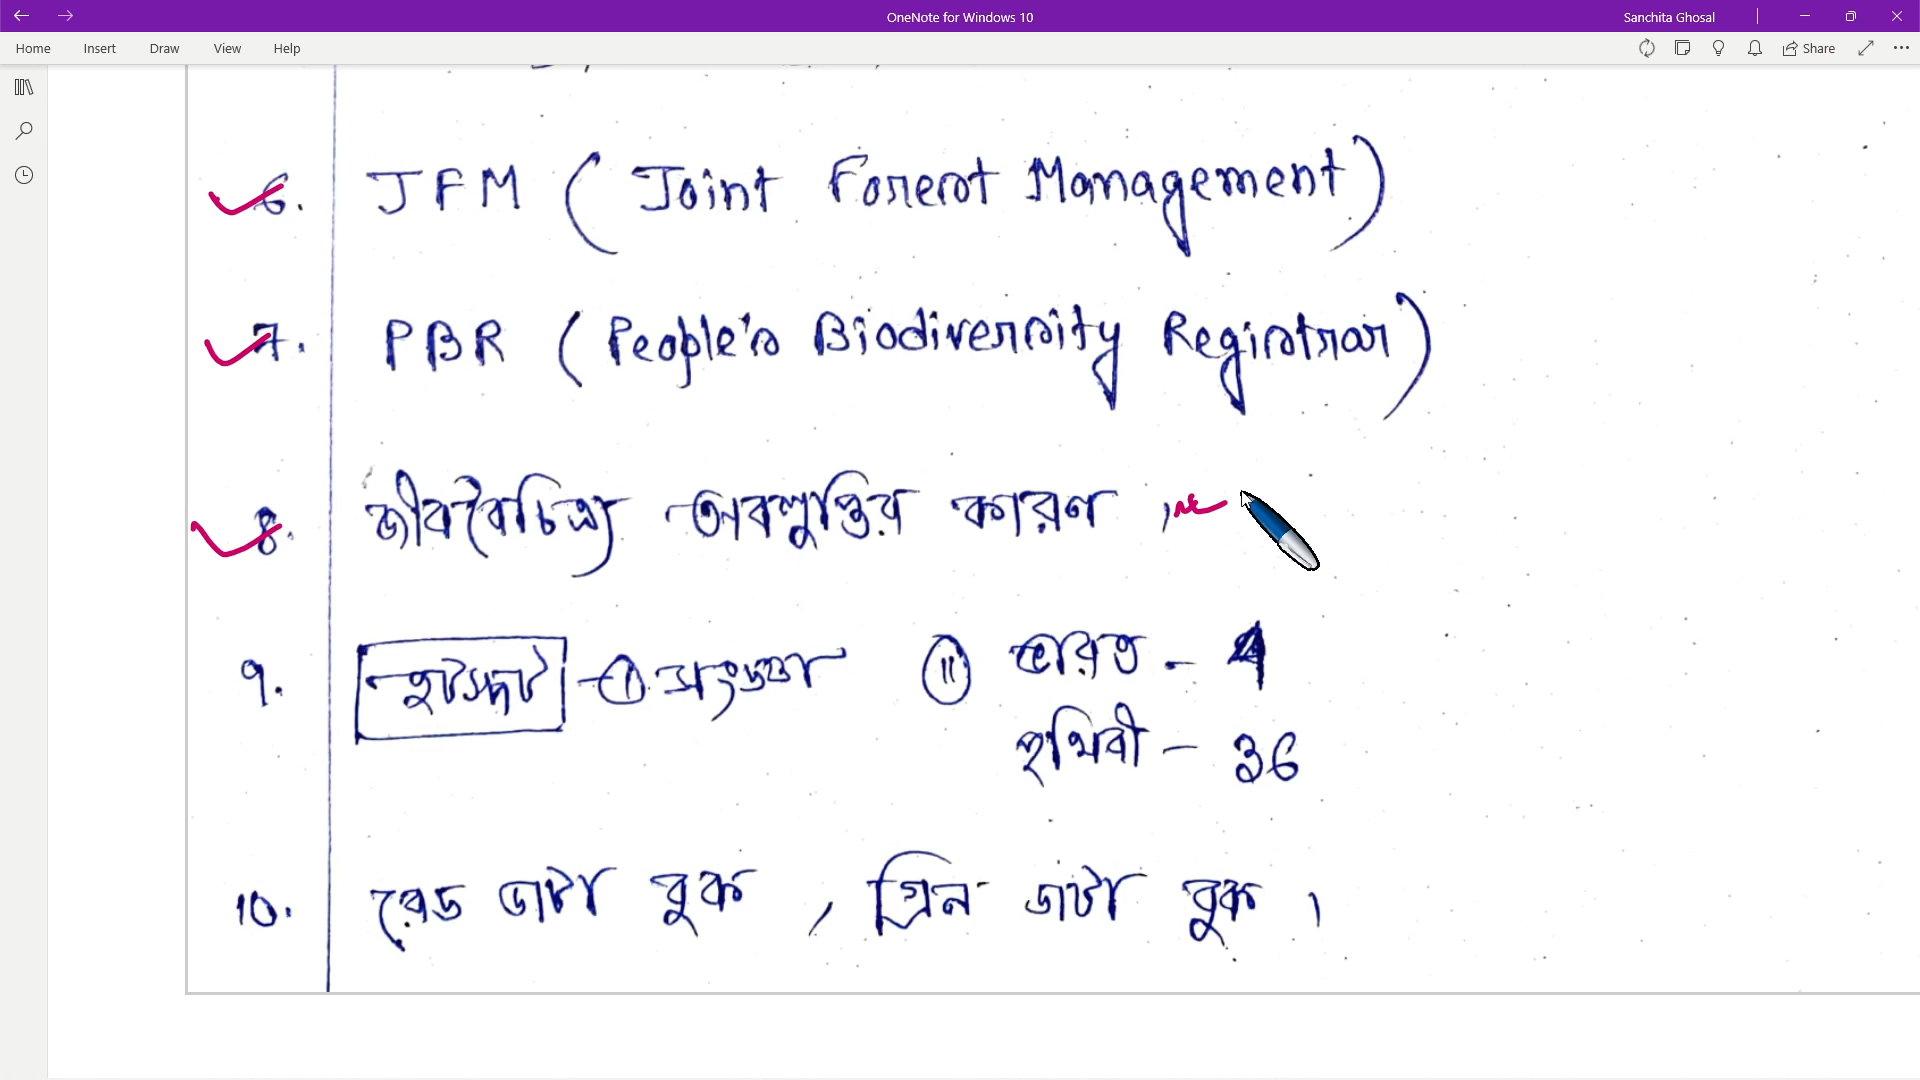 OneNote for Windows 10
Sanchita Ghosal
Home Insert Draw View Help
Share
6. JFM (Joint Forest Management)
7. PBR (People's Biodiversity Registrar)
8. জীববৈচিত্র্য অবলুপ্তির কারণ ,
9. হটস্পট - (i) সংজ্ঞা (ii) ভারত - 4
পৃথিবী - 36
10. রেড ডাটা বুক , গ্রিন ডাটা বুক ।